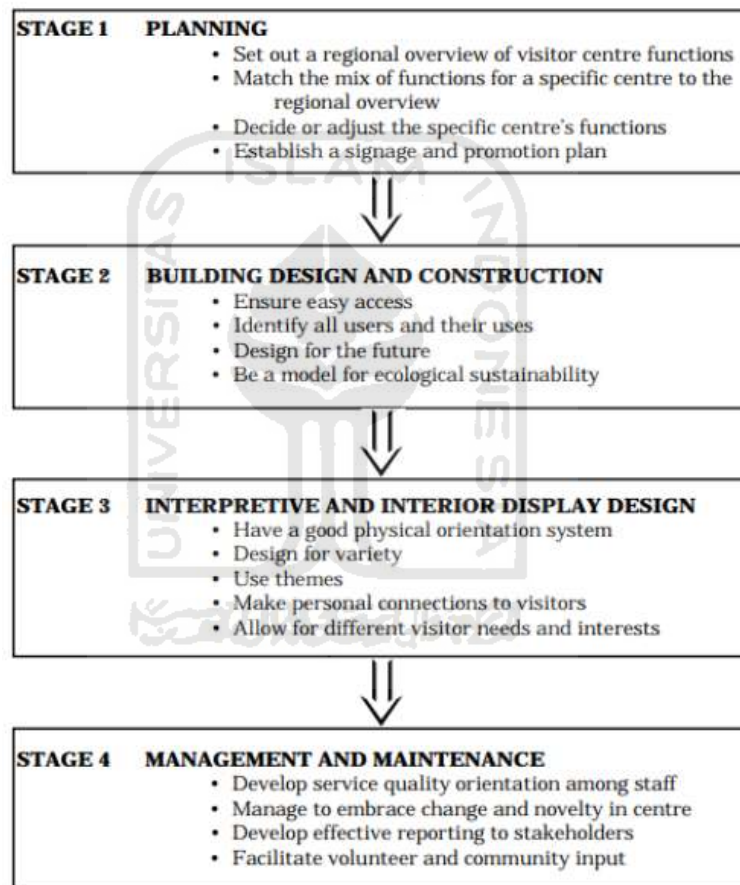 STAGE 1 PLANNING
• Set out a regional overview of visitor centre functions
• Match the mix of functions for a specific centre to the
regional overview
• Decide or adjust the specific centre's functions
• Establish a signage and promotion plan
STAGE 2 BUILDING DESIGN AND CONSTRUCTION
• Ensure easy access
• Identify all users and their uses
• Design for the future
• Be a model for ecological sustainability
STAGE 3 INTERPRETIVE AND INTERIOR DISPLAY DESIGN
• Have a good physical orientation system
• Design for variety
• Use themes
• Make personal connections to visitors
• Allow for different visitor needs and interests
STAGE 4 MANAGEMENT AND MAINTENANCE
• Develop service quality orientation among staff
• Manage to embrace change and novelty in centre
• Develop effective reporting to stakeholders
• Facilitate volunteer and community input
UNIVERSITAS
ISLAM
INDONESIA